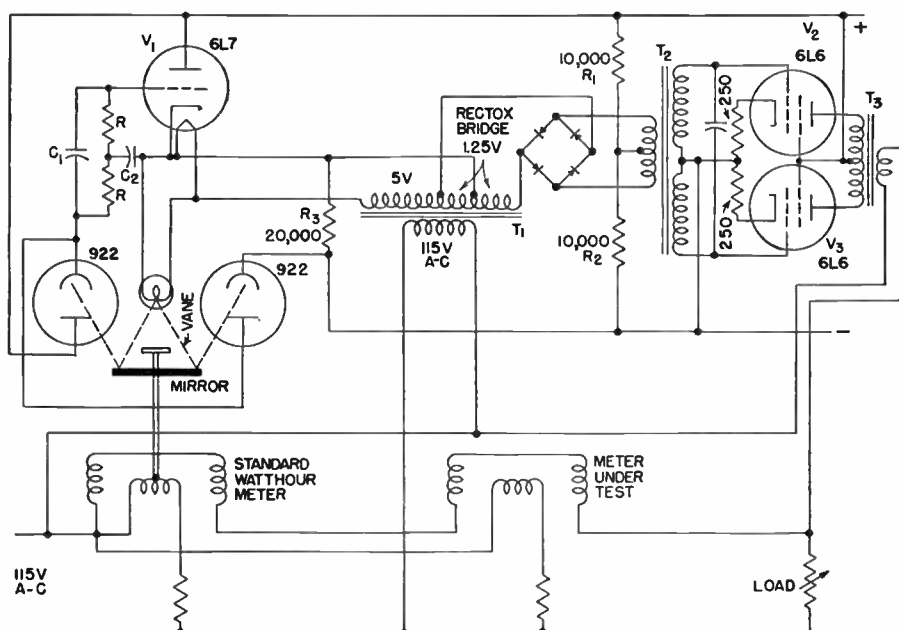 V1
6L7
C1
R
C2
R
922
922
VANE
MIRROR
R3
20,000
5V
RECTOX
BRIDGE
1.25V
T1
115V
A-C
10,000
R1
10,000
R2
T2
250
250
V2
6L6
+
T3
V3
6L6
−
STANDARD
WATTHOUR
METER
METER
UNDER
TEST
115V
A-C
LOAD